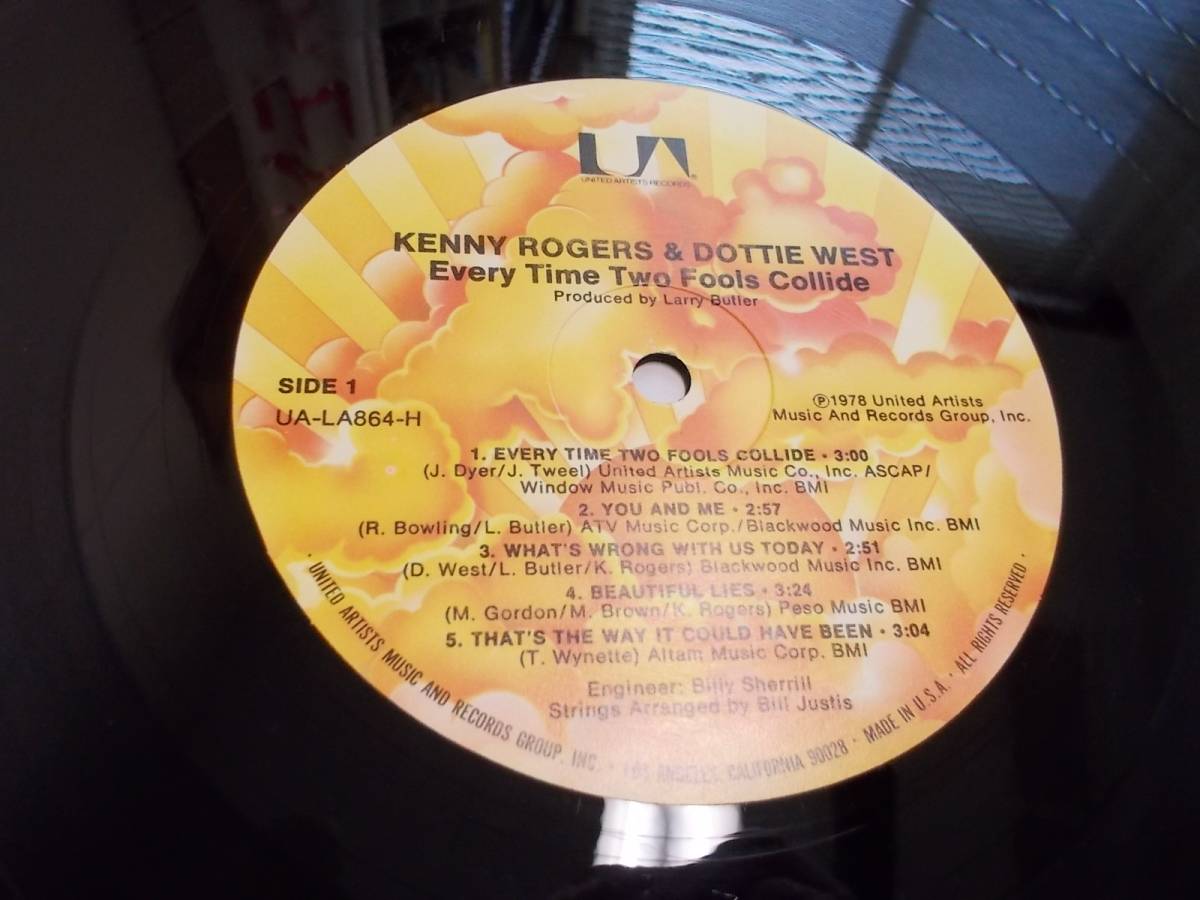 UA®
UNITED ARTISTS RECORDS
KENNY ROGERS & DOTTIE WEST
Every Time Two Fools Collide
Produced by Larry Butler
SIDE 1
UA-LA864-H
℗1978 United Artists
Music And Records Group, Inc.
1. EVERY TIME TWO FOOLS COLLIDE • 3:00
(J. Dyer/J. Tweel) United Artists Music Co., Inc. ASCAP/
Window Music Publ. Co., Inc. BMI
2. YOU AND ME • 2:57
(R. Bowling/L. Butler) ATV Music Corp./Blackwood Music Inc. BMI
3. WHAT'S WRONG WITH US TODAY • 2:51
(D. West/L. Butler/K. Rogers) Blackwood Music Inc. BMI
4. BEAUTIFUL LIES • 3:24
(M. Gordon/M. Brown/K. Rogers) Peso Music BMI
5. THAT'S THE WAY IT COULD HAVE BEEN • 3:04
(T. Wynette) Altam Music Corp. BMI
Engineer: Billy Sherrill
Strings Arranged by Bill Justis
• UNITED ARTISTS MUSIC AND RECORDS GROUP, INC. • LOS ANGELES, CALIFORNIA 90028 • MADE IN U.S.A. • ALL RIGHTS RESERVED •